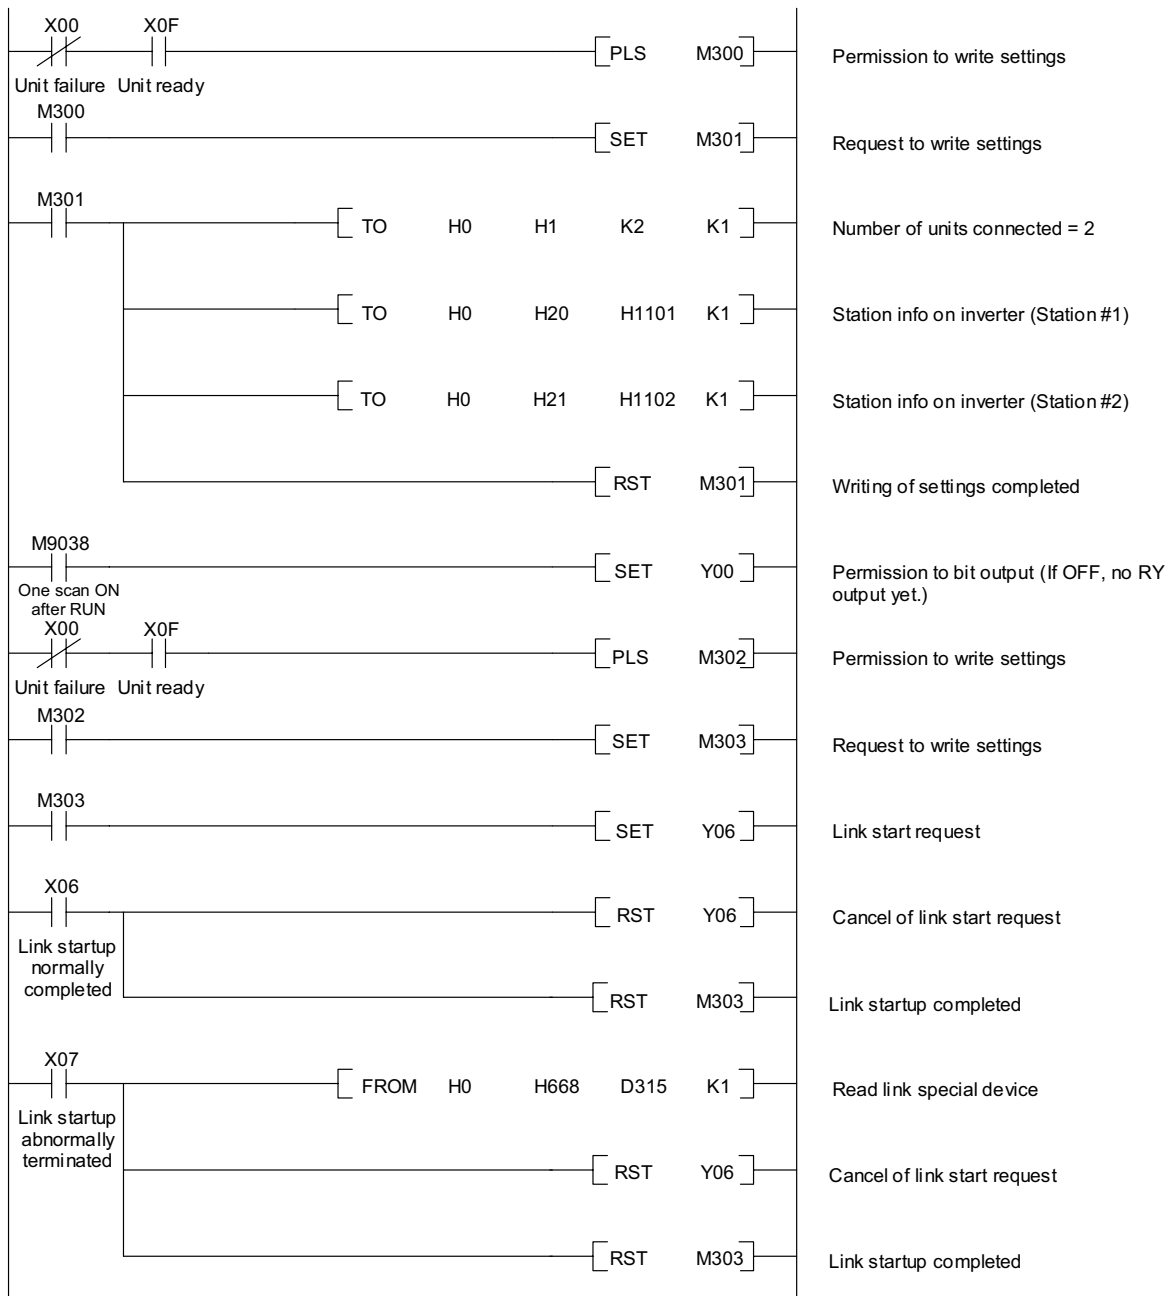 X00 X0F
PLS M300 Permission to write settings
Unit failure Unit ready
M300
SET M301 Request to write settings
M301
TO H0 H1 K2 K1 Number of units connected = 2
TO H0 H20 H1101 K1 Station info on inverter (Station #1)
TO H0 H21 H1102 K1 Station info on inverter (Station #2)
RST M301 Writing of settings completed
M9038
SET Y00 Permission to bit output (If OFF, no RY
output yet.)
One scan ON
after RUN
X00 X0F
PLS M302 Permission to write settings
Unit failure Unit ready
M302
SET M303 Request to write settings
M303
SET Y06 Link start request
X06
RST Y06 Cancel of link start request
Link startup
normally
completed
RST M303 Link startup completed
X07
FROM H0 H668 D315 K1 Read link special device
Link startup
abnormally
terminated
RST Y06 Cancel of link start request
RST M303 Link startup completed